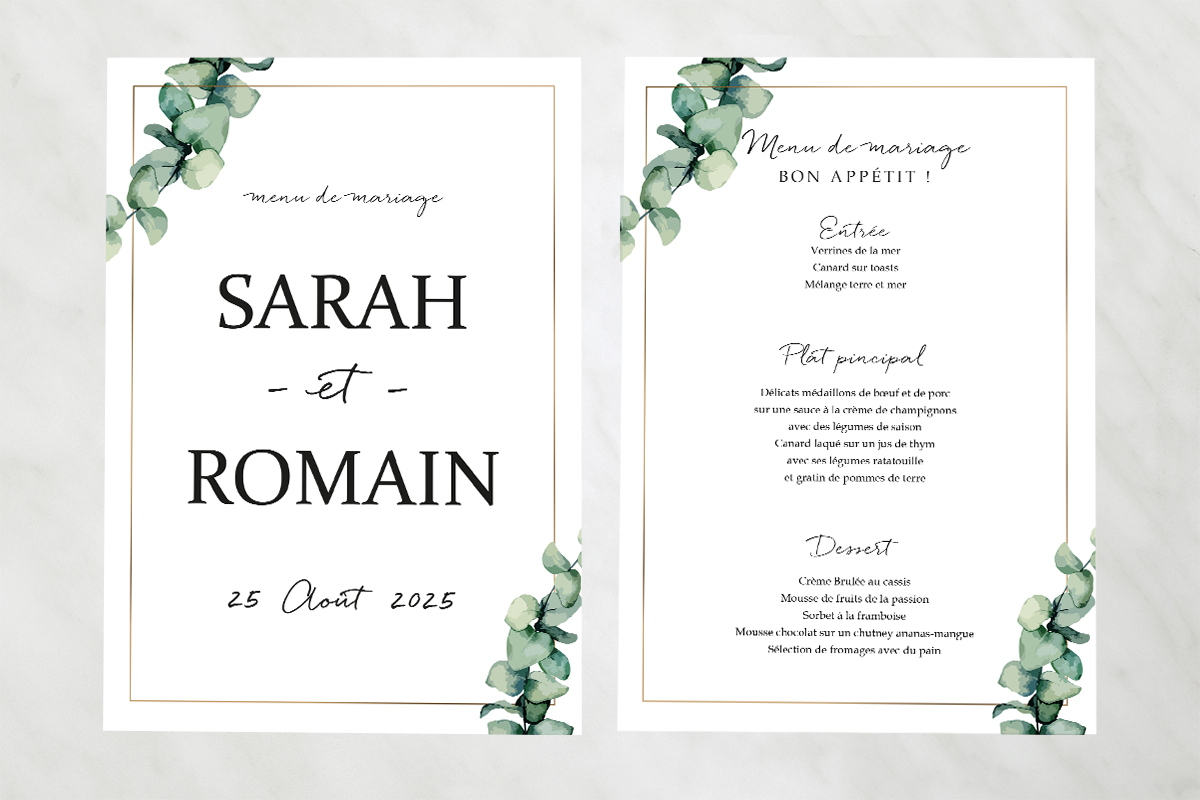 menu de mariage
SARAH
- et -
ROMAIN
25 Août 2025
Menu de mariage
BON APPÉTIT !
Entrée
Verrines de la mer
Canard sur toasts
Mélange terre et mer
Plat pincipal
Délicats médaillons de bœuf et de porc
sur une sauce à la crème de champignons
avec des légumes de saison
Canard laqué sur un jus de thym
avec ses légumes ratatouille
et gratin de pommes de terre
Dessert
Crème Brulée au cassis
Mousse de fruits de la passion
Sorbet à la framboise
Mousse chocolat sur un chutney ananas-mangue
Sélection de fromages avec du pain